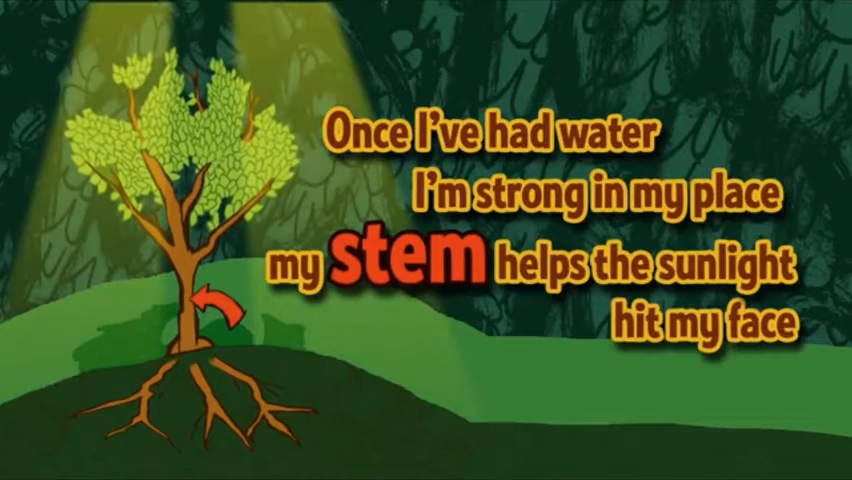 Once I've had water
I'm strong in my place
my stem helps the sunlight
hit my face